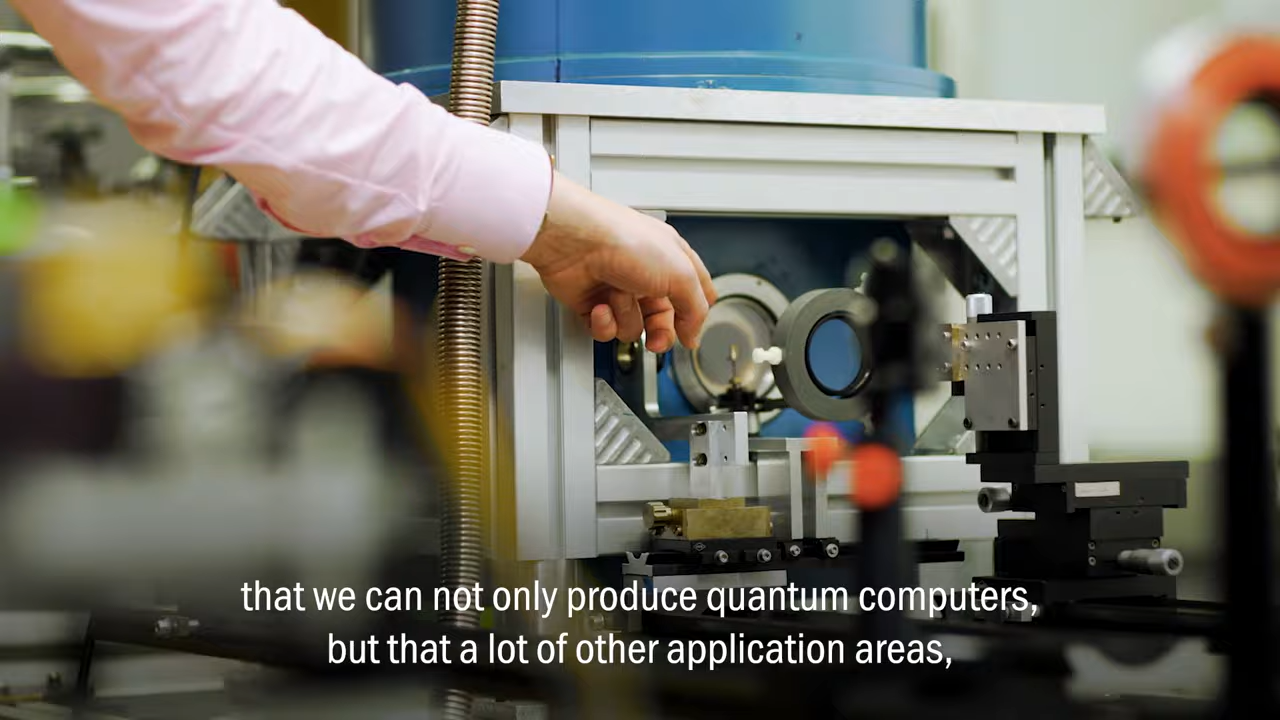 that we can not only produce quantum computers,
but that a lot of other application areas,